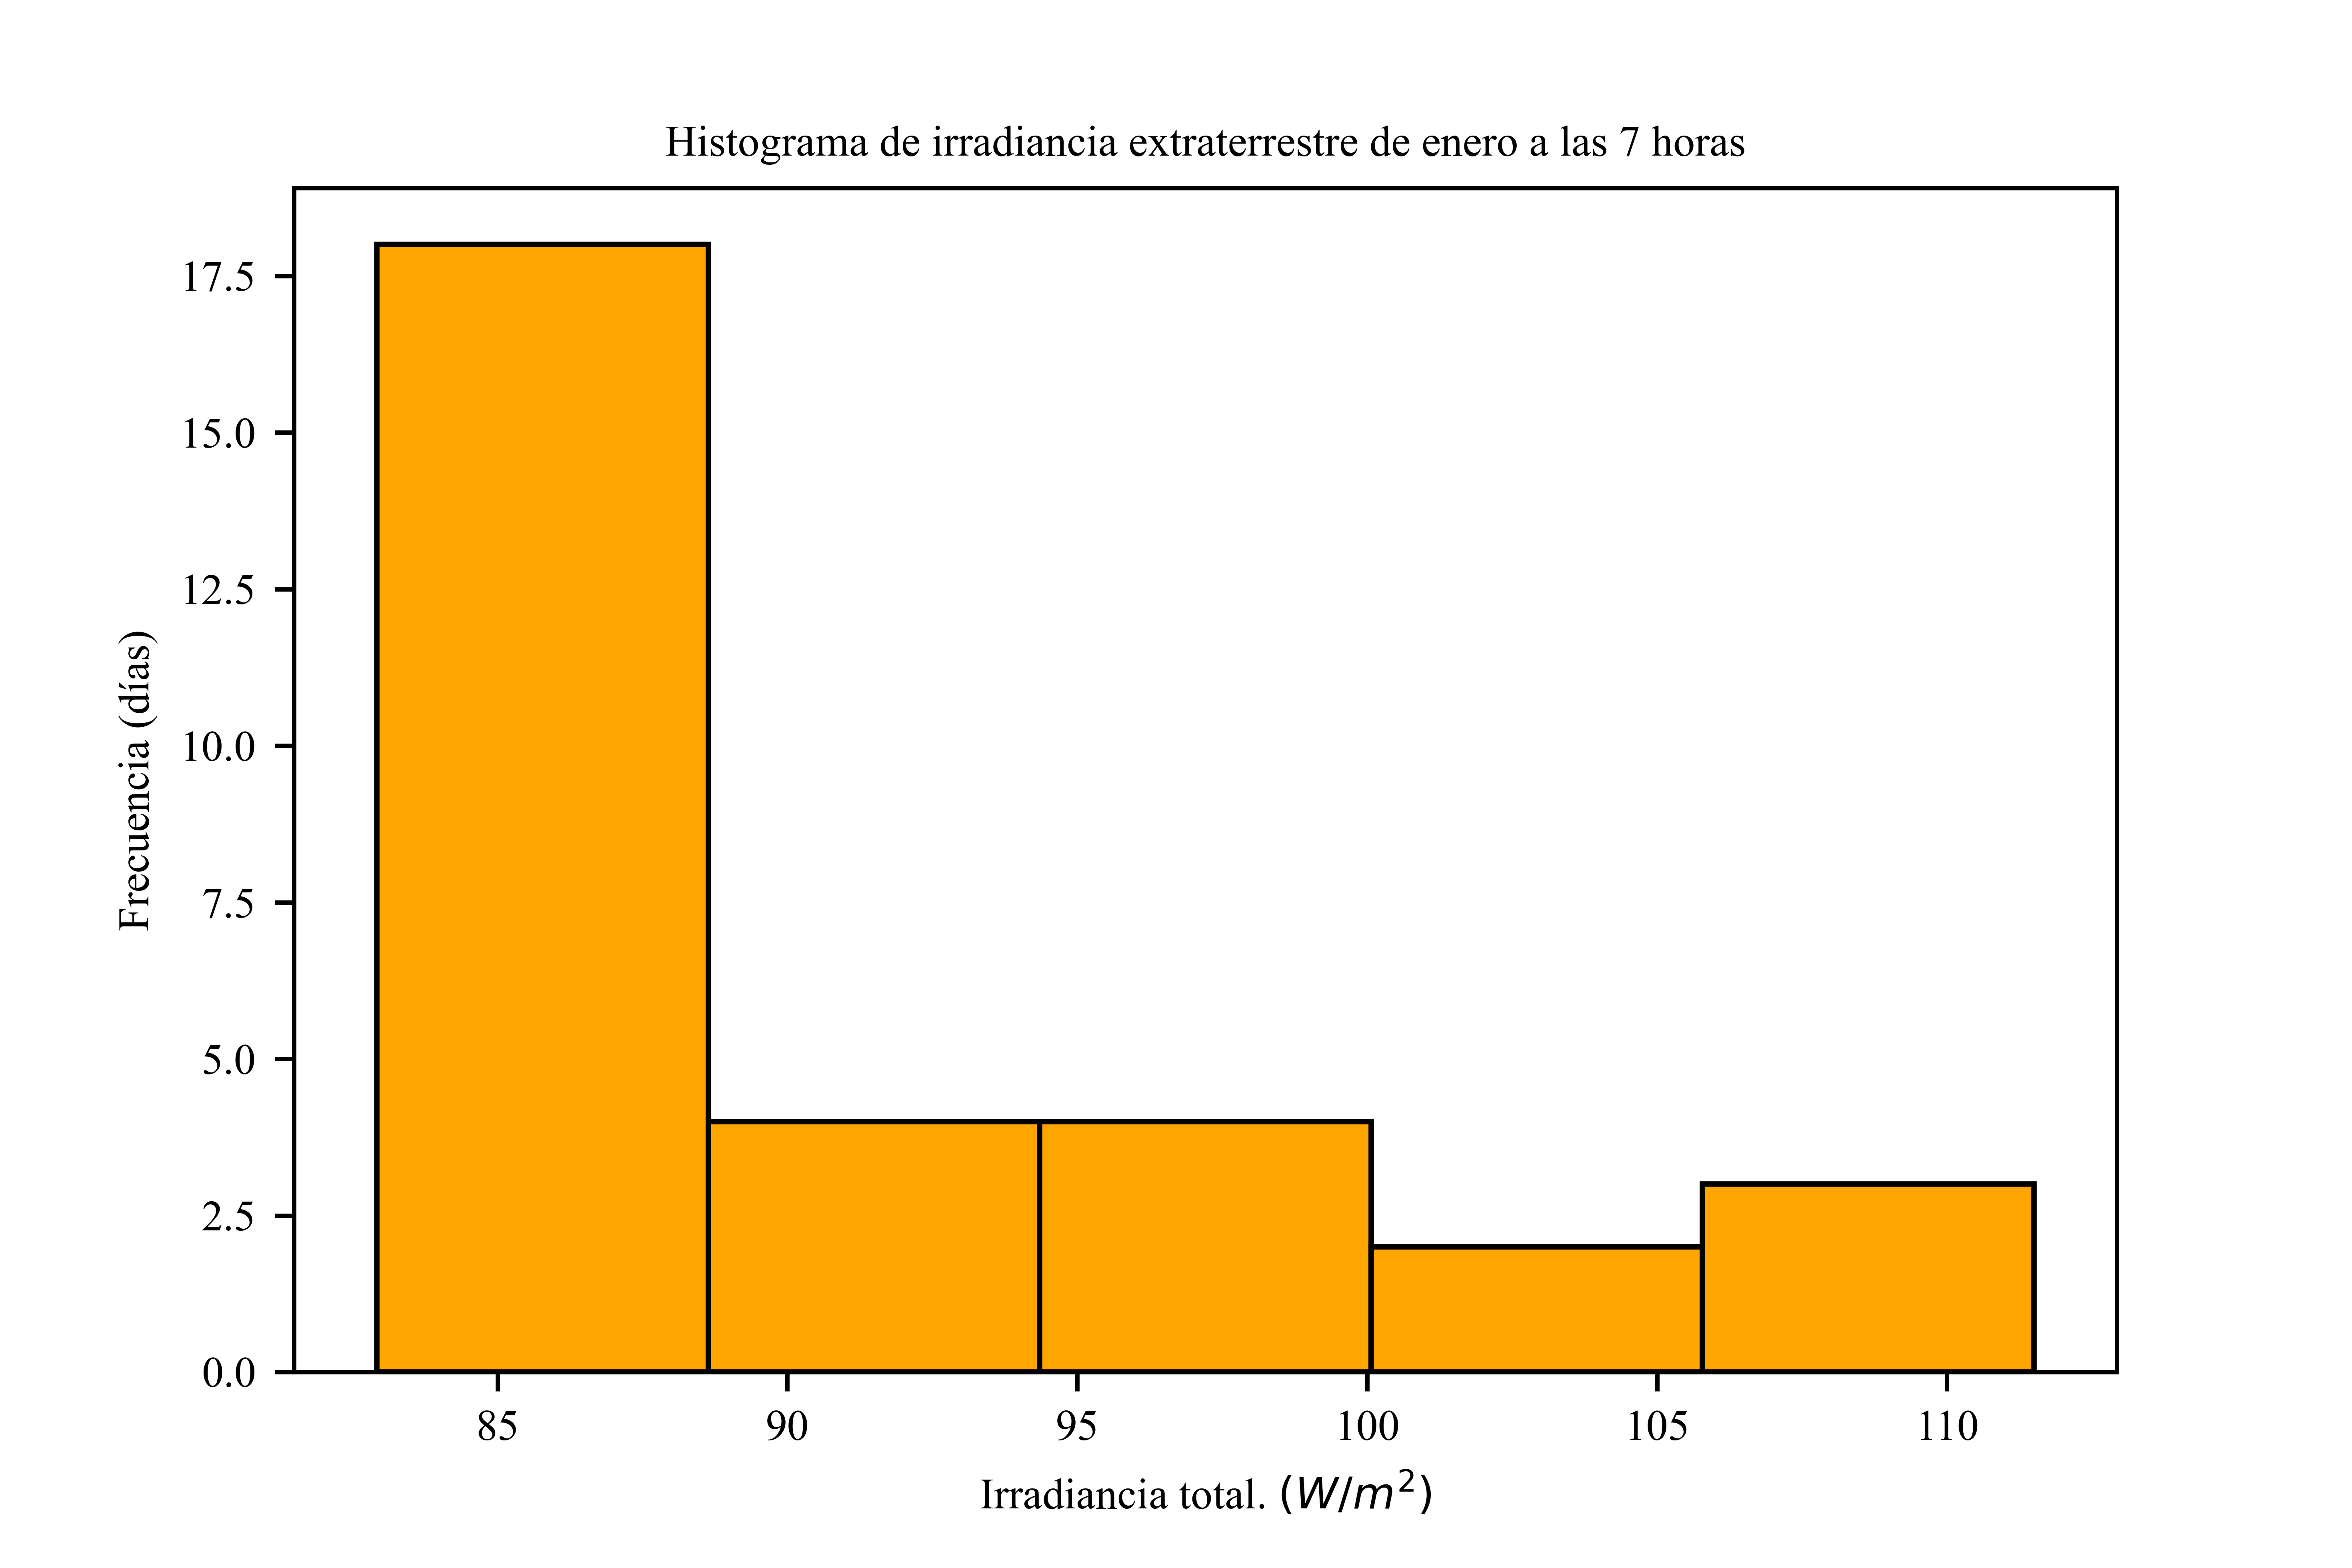 Histograma de irradiancia extraterrestre de enero a las 7 horas
17.5
15.0
12.5
10.0
7.5
5.0
2.5
0.0
Frecuencia (días)
85 90 95 100 105 110
Irradiancia total. (W/m²)